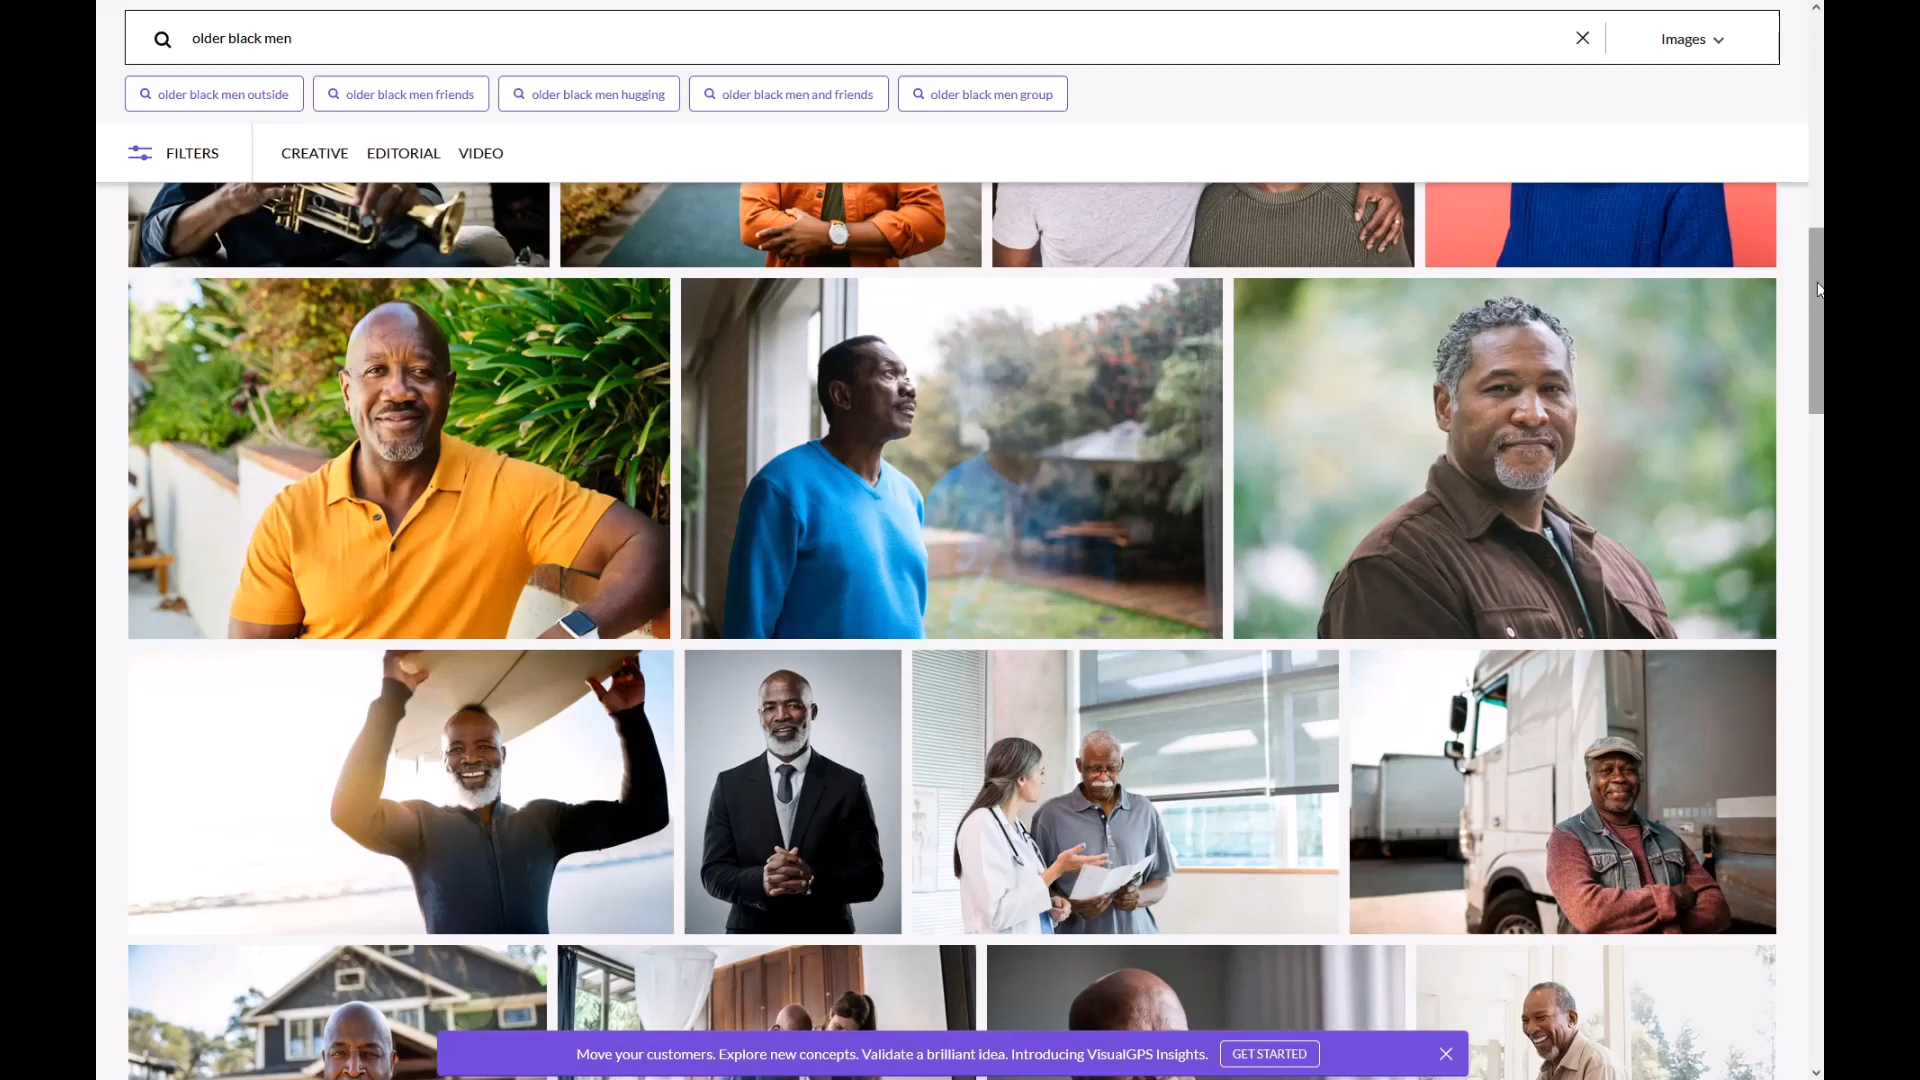 older black men
Images
older black men outside
older black men friends
older black men hugging
older black men and friends
older black men group
FILTERS
CREATIVE
EDITORIAL
VIDEO
Move your customers. Explore new concepts. Validate a brilliant idea. Introducing VisualGPS Insights.
GET STARTED